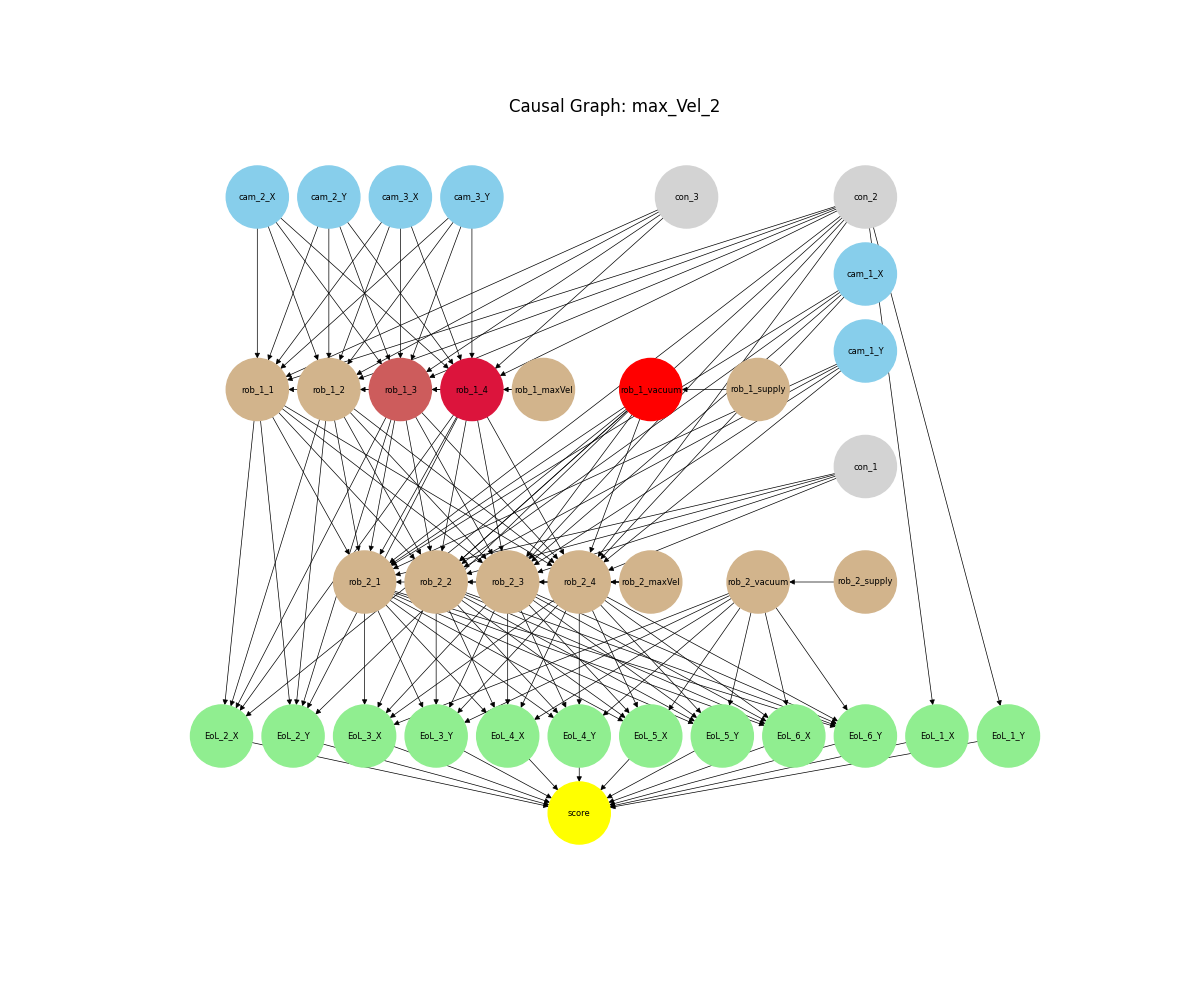 Causal Graph: max_Vel_2
cam_2_X cam_2_Y cam_3_X cam_3_Y con_3 con_2
cam_1_X
cam_1_Y
rob_1_1 rob_1_2 rob_1_3 rob_1_4 rob_1_maxVel rob_1_vacuum rob_1_supply
con_1
rob_2_1 rob_2_2 rob_2_3 rob_2_4 rob_2_maxVel rob_2_vacuum rob_2_supply
EoL_2_X EoL_2_Y EoL_3_X EoL_3_Y EoL_4_X EoL_4_Y EoL_5_X EoL_5_Y EoL_6_X EoL_6_Y EoL_1_X EoL_1_Y
score